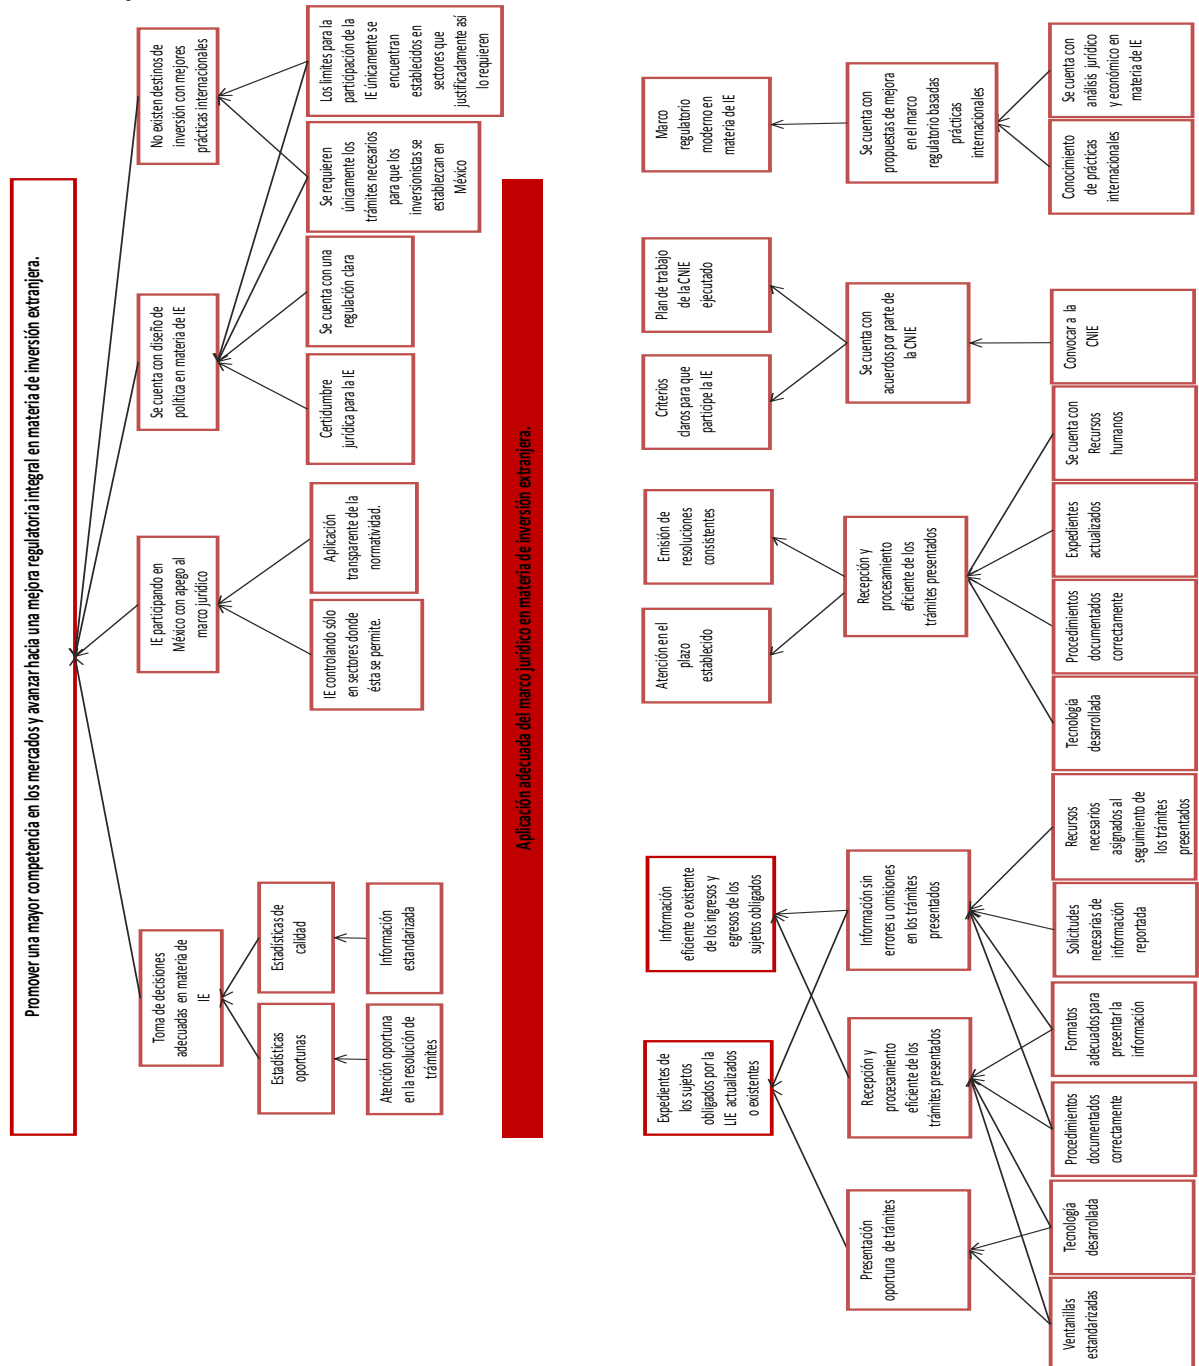 Promover una mayor competencia en los mercados y avanzar hacia una mejora regulatoria integral en materia de inversión extranjera.
Toma de decisiones
adecuadas en materia de
IE
IE participando en
México con apego al
marco jurídico
Se cuenta con diseño de
política en materia de IE
No existen destinos de
inversión con mejores
prácticas internacionales
Estadísticas
oportunas
Estadísticas de
calidad
Atención oportuna
en la resolución de
trámites
Información
estandarizada
IE controlando sólo
en sectores donde
ésta se permite.
Aplicación
transparente de la
normatividad.
Certidumbre
jurídica para la IE
Se cuenta con una
regulación clara
Se requieren
únicamente los
trámites necesarios
para que los
inversionistas se
establezcan en
México
Los limites para la
participación de la
IE únicamente se
encuentran
establecidos en
sectores que
justificadamente así
lo requieren
Aplicación adecuada del marco jurídico en materia de inversión extranjera.
Expedientes de
los sujetos
obligados por la
LIE actualizados
o existentes
Información
eficiente o existente
de los ingresos y
egresos de los
sujetos obligados
Atención en el
plazo
establecido
Emisión de
resoluciones
consistentes
Criterios
claros para que
participe la IE
Plan de trabajo
de la CNIE
ejecutado
Marco
regulatorio
moderno en
materia de IE
Presentación
oportuna de trámites
Recepción y
procesamiento
eficiente de los
trámites presentados
Información sin
errores u omisiones
en los trámites
presentados
Recepción y
procesamiento
eficiente de los
trámites presentados
Se cuenta con
acuerdos por parte de
la CNIE
Se cuenta con
propuestas de mejora
en el marco
regulatorio basadas
prácticas
internacionales
Ventanillas
estandarizadas
Tecnología
desarrollada
Procedimientos
documentados
correctamente
Formatos
adecuados para
presentar la
información
Solicitudes
necesarias de
información
reportada
Recursos
necesarios
asignados al
seguimiento de
los trámites
presentados
Tecnología
desarrollada
Procedimientos
documentados
correctamente
Expedientes
actualizados
Se cuenta con
Recursos
humanos
Convocar a la
CNIE
Conocimiento
de prácticas
internacionales
Se cuenta con
análisis jurídico
y económico en
materia de IE